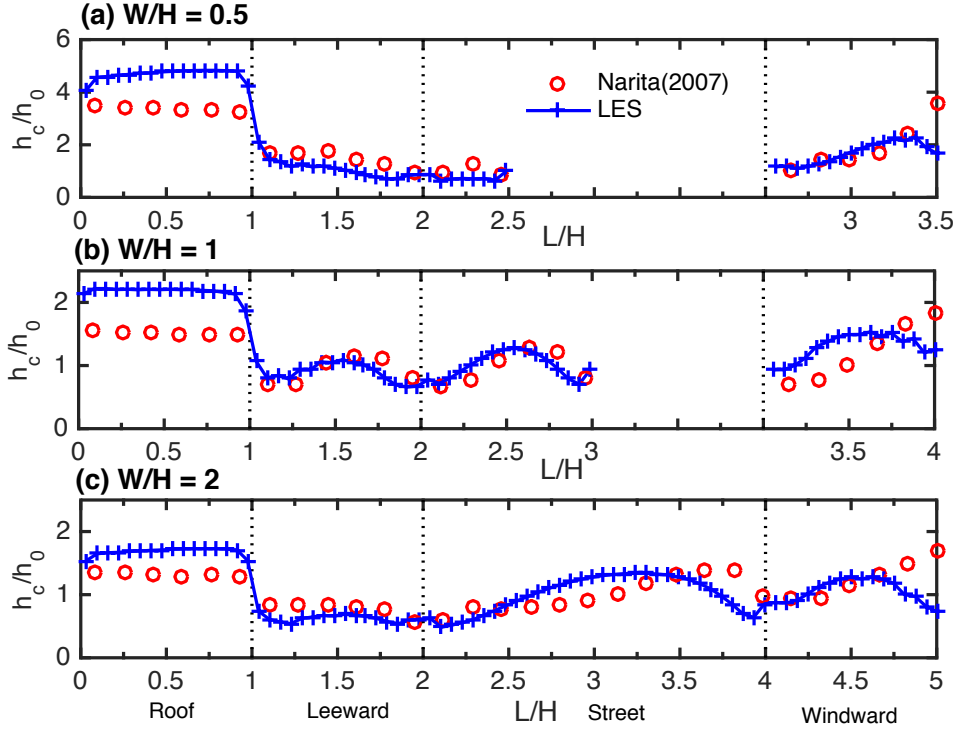 (a) W/H = 0.5
6
4
2
0
h_c/h_0
Narita(2007)
LES
0 0.5 1 1.5 2 2.5 3 3.5
L/H
(b) W/H = 1
2
1
0
h_c/h_0
0 0.5 1 1.5 2 2.5 3 3.5 4
L/H
(c) W/H = 2
2
1
0
h_c/h_0
0 0.5 1 1.5 2 2.5 3 3.5 4 4.5 5
L/H
Roof Leeward Street Windward